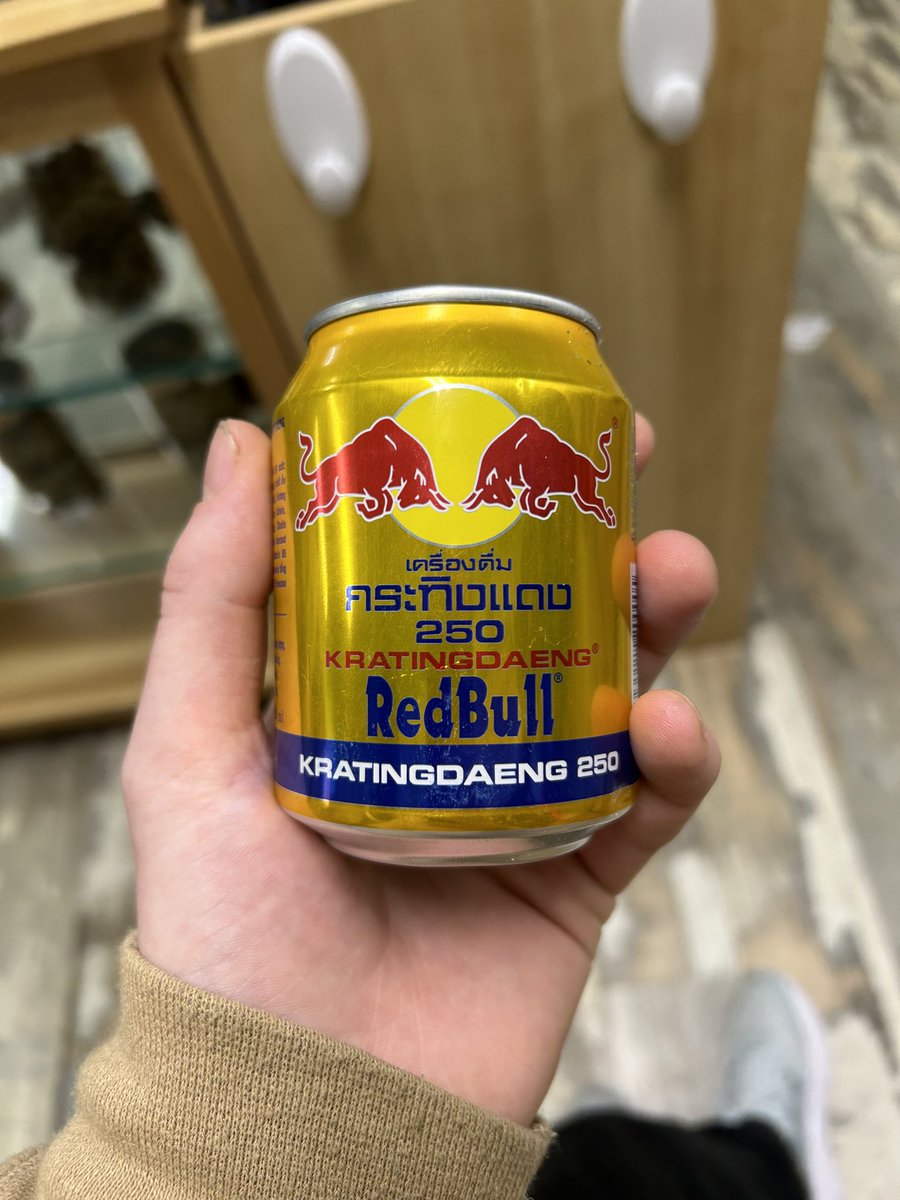 เครื่องดื่ม
กระทิงแดง
250
KRATINGDAENG®
RedBull®
KRATINGDAENG 250